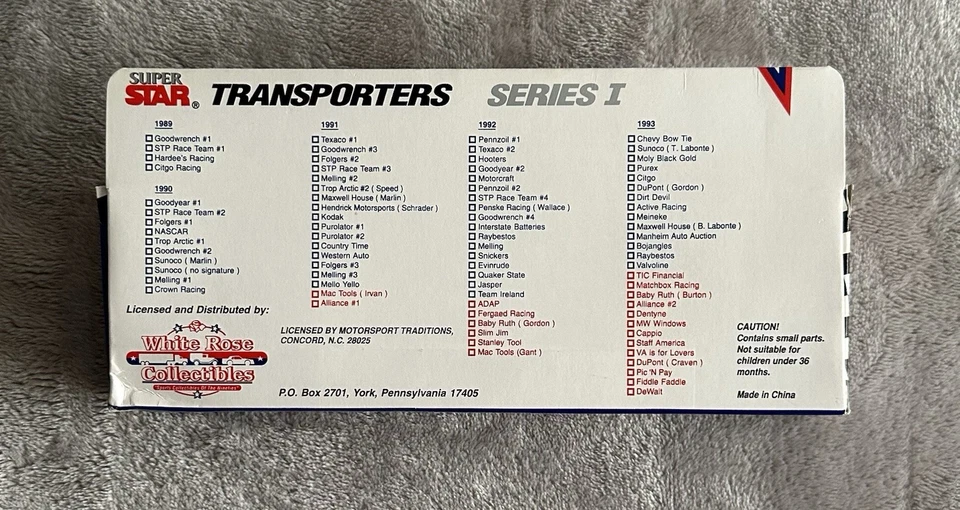 SUPER
STAR® TRANSPORTERS SERIES I
1989
Goodwrench #1
STP Race Team #1
Hardee's Racing
Citgo Racing
1990
Goodyear #1
STP Race Team #2
Folgers #1
NASCAR
Trop Arctic #1
Goodwrench #2
Sunoco ( Marlin )
Sunoco ( no signature )
Melling #1
Crown Racing
1991
Texaco #1
Goodwrench #3
Folgers #2
STP Race Team #3
Melling #2
Trop Arctic #2 ( Speed )
Maxwell House ( Marlin )
Hendrick Motorsports ( Schrader )
Kodak
Purolator #1
Purolator #2
Country Time
Western Auto
Folgers #3
Melling #3
Mello Yello
Mac Tools ( Irvan )
Alliance #1
1992
Pennzoil #1
Texaco #2
Hooters
Goodyear #2
Motorcraft
Pennzoil #2
STP Race Team #4
Penske Racing ( Wallace )
Goodwrench #4
Interstate Batteries
Raybestos
Melling
Snickers
Evinrude
Quaker State
Jasper
Team Ireland
ADAP
Fergaed Racing
Baby Ruth ( Gordon )
Slim Jim
Stanley Tool
Mac Tools (Gant )
1993
Chevy Bow Tie
Sunoco ( T. Labonte )
Moly Black Gold
Purex
Citgo
DuPont ( Gordon )
Dirt Devil
Active Racing
Meineke
Maxwell House ( B. Labonte )
Manheim Auto Auction
Bojangles
Raybestos
Valvoline
TIC Financial
Matchbox Racing
Baby Ruth ( Burton )
Alliance #2
Dentyne
MW Windows
Cappio
Staff America
VA is for Lovers
DuPont ( Craven )
Pic 'N Pay
Fiddle Faddle
DeWalt
Licensed and Distributed by:
White Rose
Collectibles
"Sports Collectibles Of The Nineties"
LICENSED BY MOTORSPORT TRADITIONS,
CONCORD, N.C. 28025
P.O. Box 2701, York, Pennsylvania 17405
CAUTION!
Contains small parts.
Not suitable for
children under 36
months.
Made in China